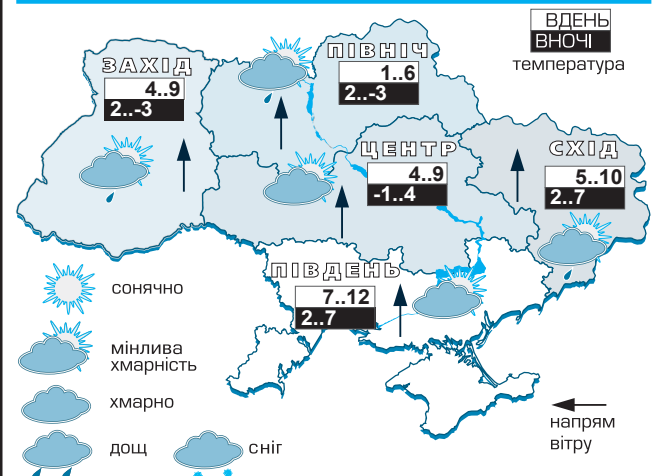 ВДЕНЬ
ВНОЧІ
температура
ЗАХІД
4..9
2..-3
ПІВНІЧ
1..6
2..-3
ЦЕНТР
4..9
-1..4
СХІД
5..10
2..7
ПІВДЕНЬ
7..12
2..7
сонячно
мінлива
хмарність
хмарно
дощ
сніг
напрям
вітру